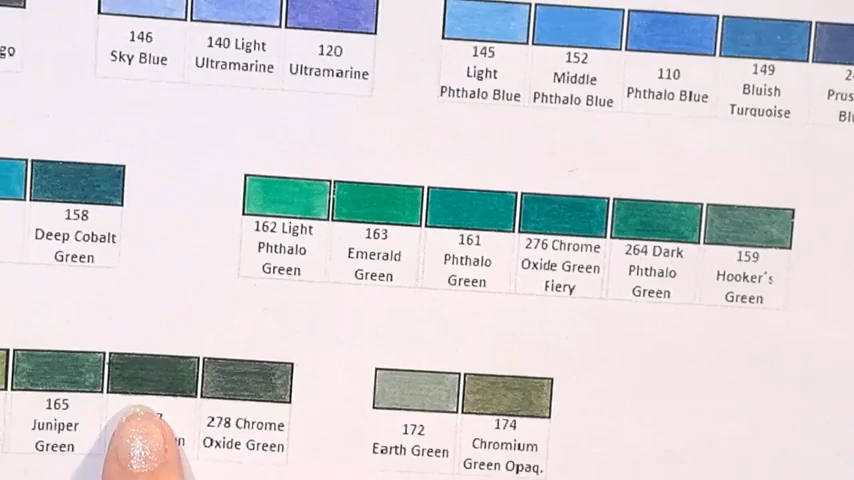 go
146
Sky Blue
140 Light
Ultramarine
120
Ultramarine
145
Light
Phthalo Blue
152
Middle
Phthalo Blue
110
Phthalo Blue
149
Bluish
Turquoise
158
Deep Cobalt
Green
162 Light
Phthalo
Green
163
Emerald
Green
161
Phthalo
Green
276 Chrome
Oxide Green
Fiery
264 Dark
Phthalo
Green
159
Hooker's
Green
165
Juniper
Green
278 Chrome
Oxide Green
172
Earth Green
174
Chromium
Green Opaq.